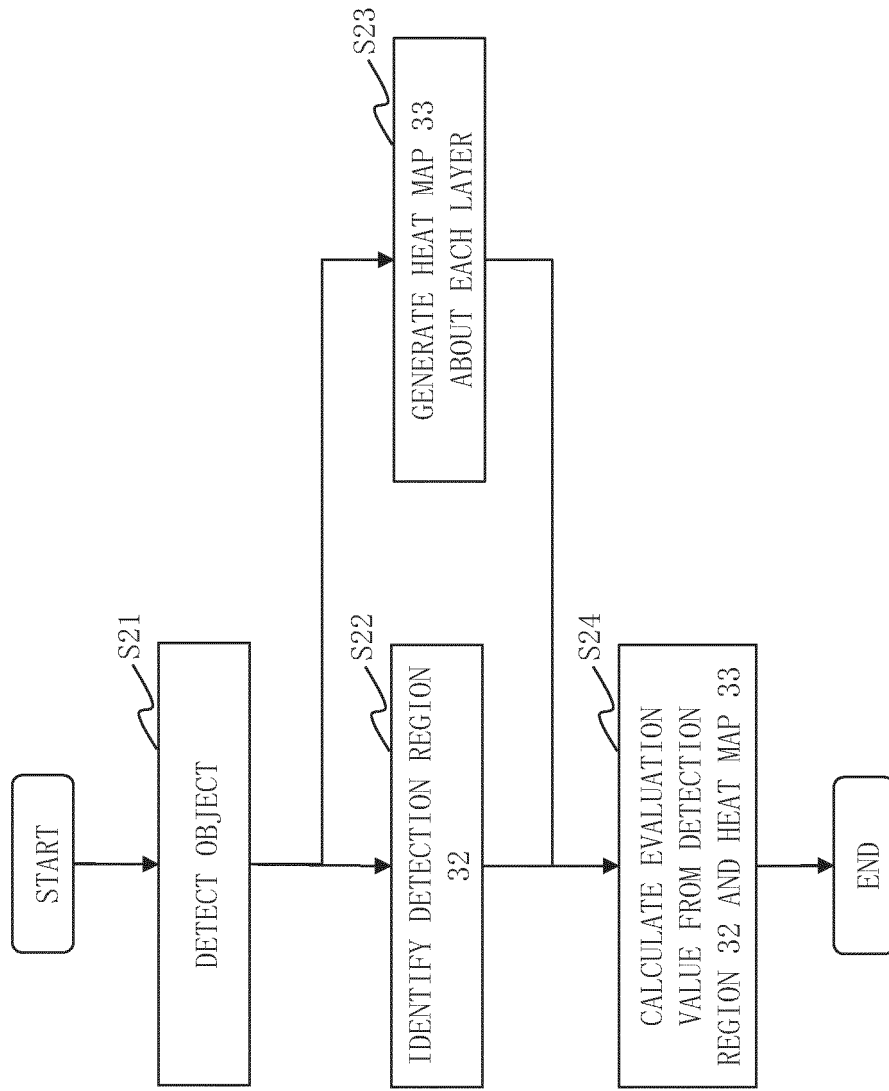 START
S21
DETECT OBJECT
S22
IDENTIFY DETECTION REGION
32
S23
GENERATE HEAT MAP 33
ABOUT EACH LAYER
S24
CALCULATE EVALUATION
VALUE FROM DETECTION
REGION 32 AND HEAT MAP 33
END